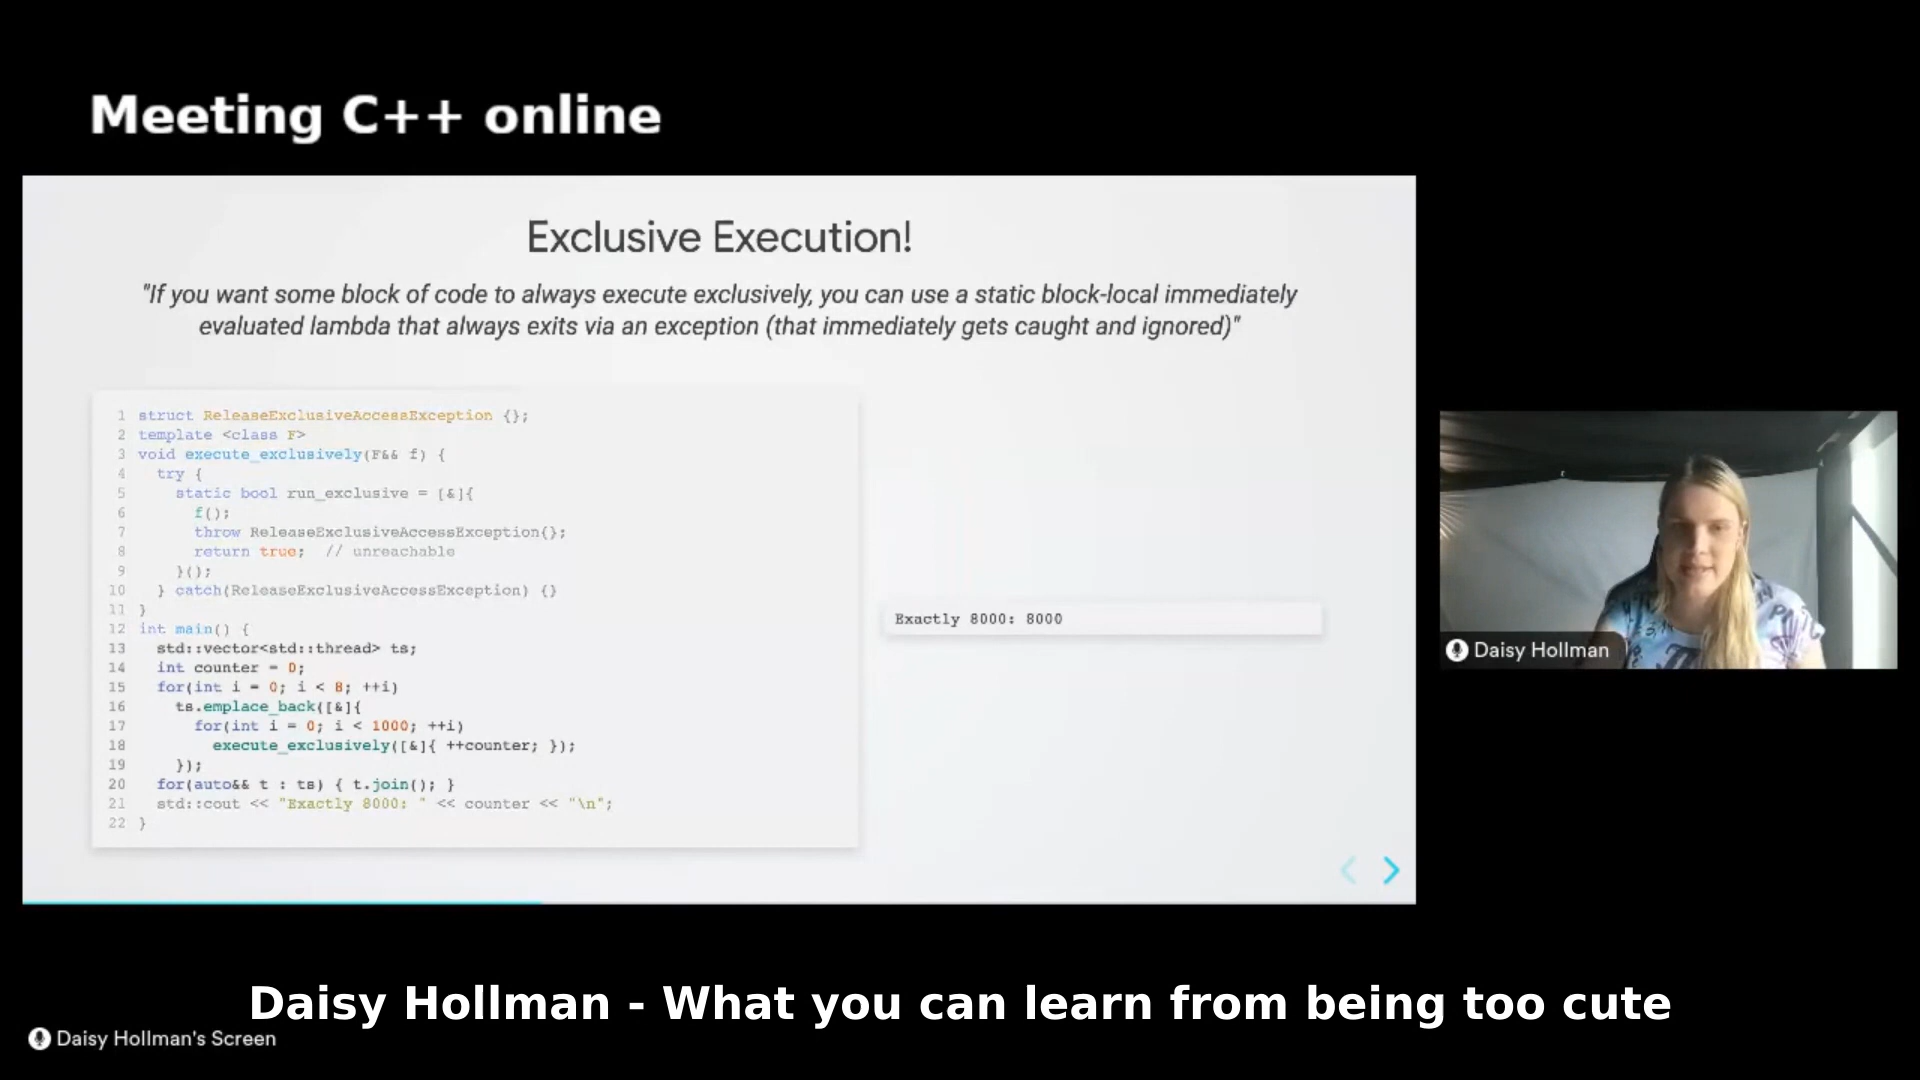 Meeting C++ online
Exclusive Execution!
"If you want some block of code to always execute exclusively, you can use a static block-local immediately
evaluated lambda that always exits via an exception (that immediately gets caught and ignored)"
1 struct ReleaseExclusiveAccessException {};
2 template <class F>
3 void execute_exclusively(F&& f) {
4   try {
5     static bool run_exclusive = [&]{
6       f();
7       throw ReleaseExclusiveAccessException{};
8       return true;  // unreachable
9     }();
10   } catch(ReleaseExclusiveAccessException) {}
11 }
12 int main() {
13   std::vector<std::thread> ts;
14   int counter = 0;
15   for(int i = 0; i < 8; ++i)
16     ts.emplace_back([&]{
17       for(int i = 0; i < 1000; ++i)
18         execute_exclusively([&]{ ++counter; });
19     });
20   for(auto&& t : ts) { t.join(); }
21   std::cout << "Exactly 8000: " << counter << "\n";
22 }
Exactly 8000: 8000
Daisy Hollman
Daisy Hollman - What you can learn from being too cute
Daisy Hollman's Screen